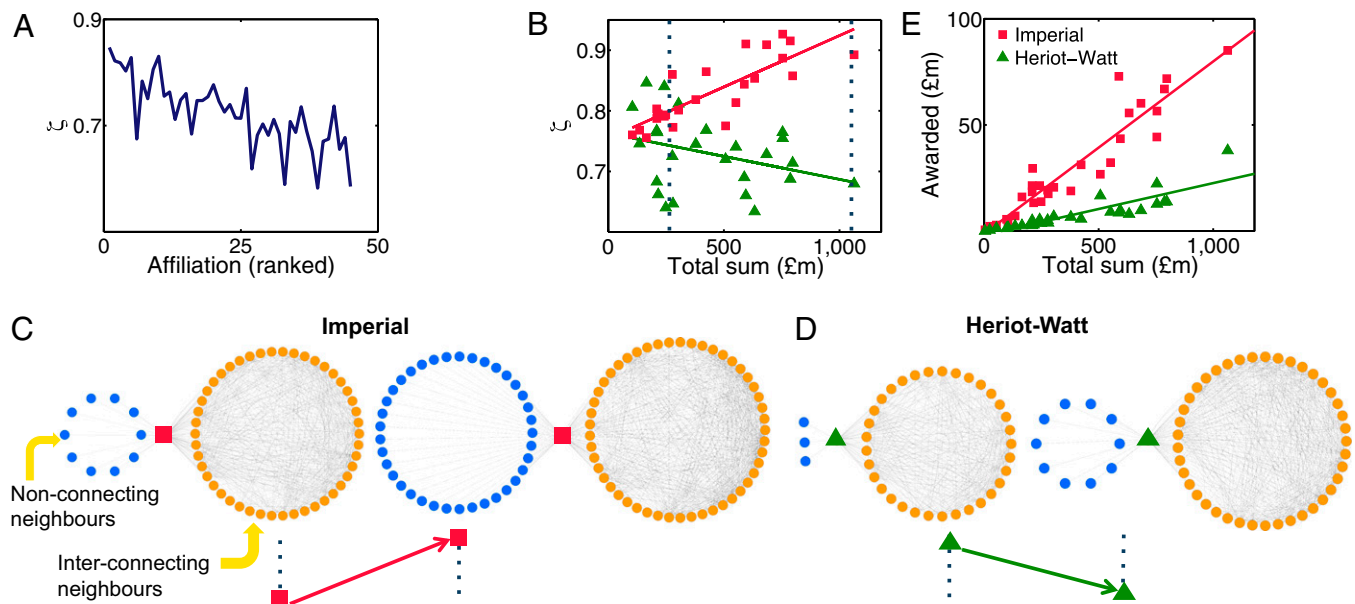 A
0.9
ζ
0.7
0
25
50
Affiliation (ranked)
B
0.9
ζ
0.8
0.7
0
500
1,000
Total sum (£m)
E
100
Awarded (£m)
50
Imperial
Heriot-Watt
0
500
1,000
Total sum (£m)
C
Imperial
Non-connecting
neighbours
Inter-connecting
neighbours
D
Heriot-Watt